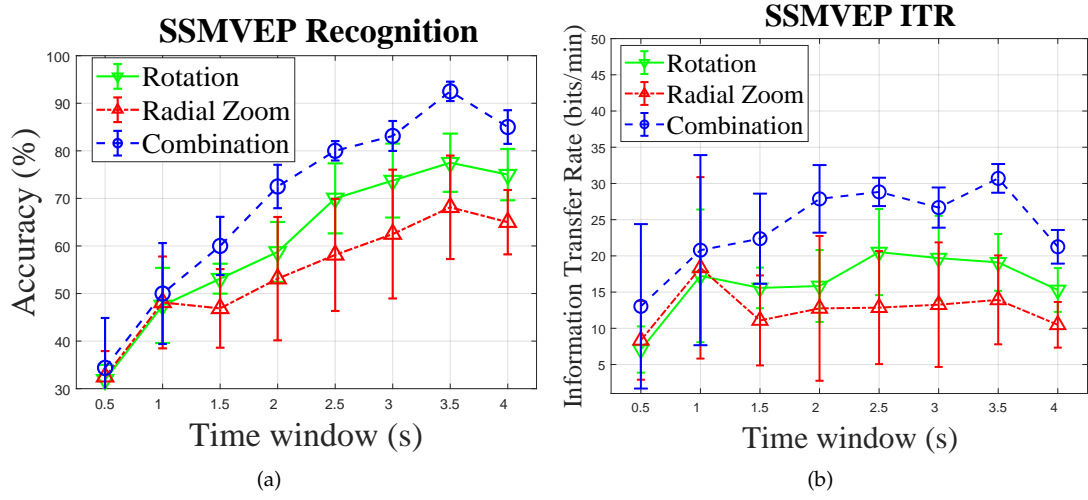 SSMVEP Recognition
Accuracy (%)
100
90
80
70
60
50
40
30
Rotation
Radial Zoom
Combination
0.5 1 1.5 2 2.5 3 3.5 4
Time window (s)
(a)
SSMVEP ITR
Information Transfer Rate (bits/min)
50
45
40
35
30
25
20
15
10
5
Rotation
Radial Zoom
Combination
0.5 1 1.5 2 2.5 3 3.5 4
Time window (s)
(b)